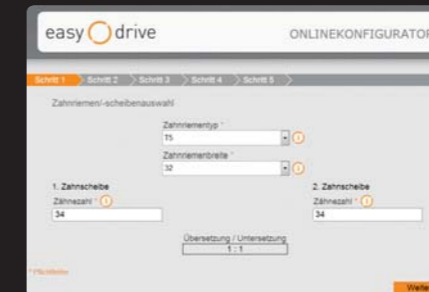 easy drive
ONLINEKONFIGURATOR
Schritt 1 Schritt 2 Schritt 3 Schritt 4 Schritt 5
Zahnriemen/-scheibenauswahl
Zahnriementyp *
T5
Zahnriemenbreite *
32
1. Zahnscheibe
2. Zahnscheibe
Zähnezahl *
Zähnezahl *
34
34
Übersetzung / Untersetzung
1 : 1
* Pflichtfelder
Weiter